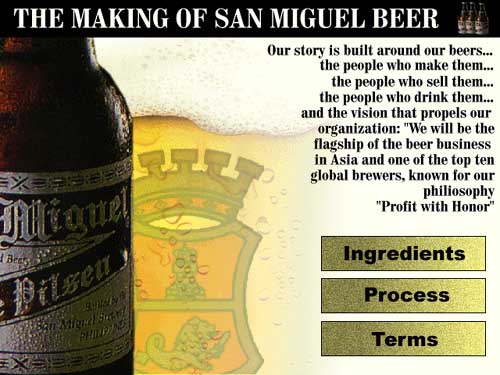 THE MAKING OF SAN MIGUEL BEER
Our story is built around our beers...
the people who make them...
the people who sell them...
the people who drink them...
and the vision that propels our
organization: "We will be the
flagship of the beer business
in Asia and one of the top ten
global brewers, known for our
philiosophy
"Profit with Honor"
Miguel
Pilsen
San Miguel
PHILIPPINES
Ingredients
Process
Terms